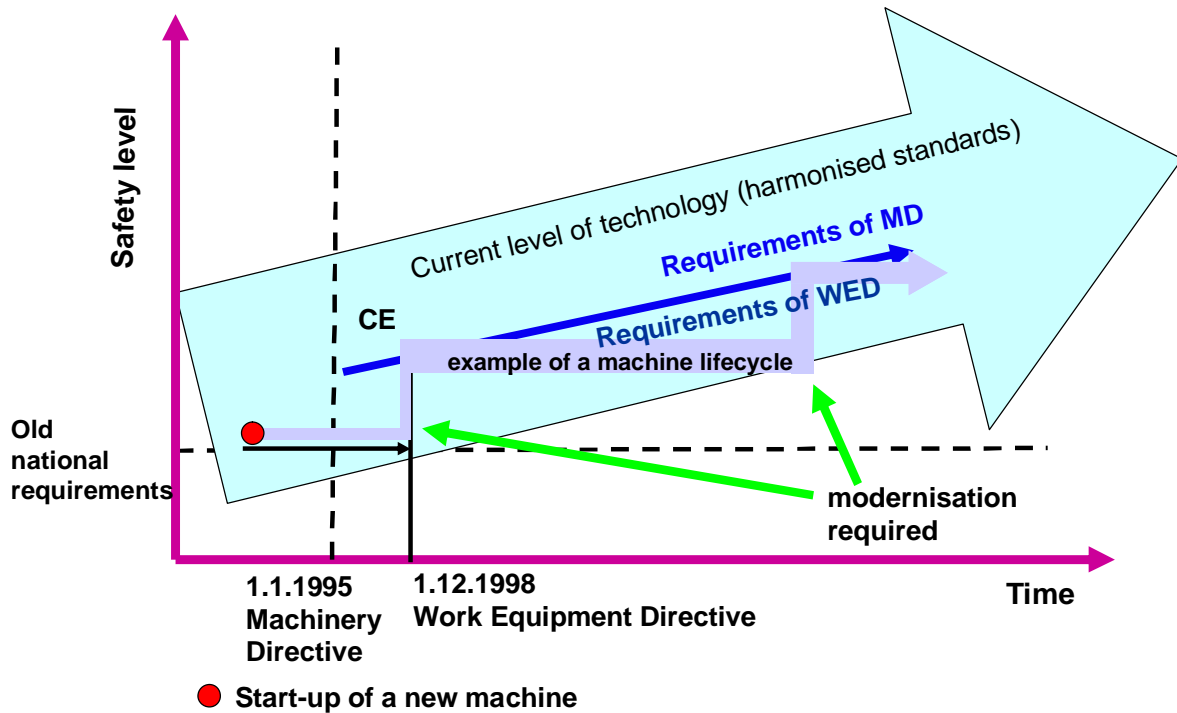 Safety level
Current level of technology (harmonised standards)
Requirements of MD
Requirements of WED
CE
example of a machine lifecycle
Old
national
requirements
modernisation
required
1.1.1995
Machinery
Directive
1.12.1998
Work Equipment Directive
Time
Start-up of a new machine